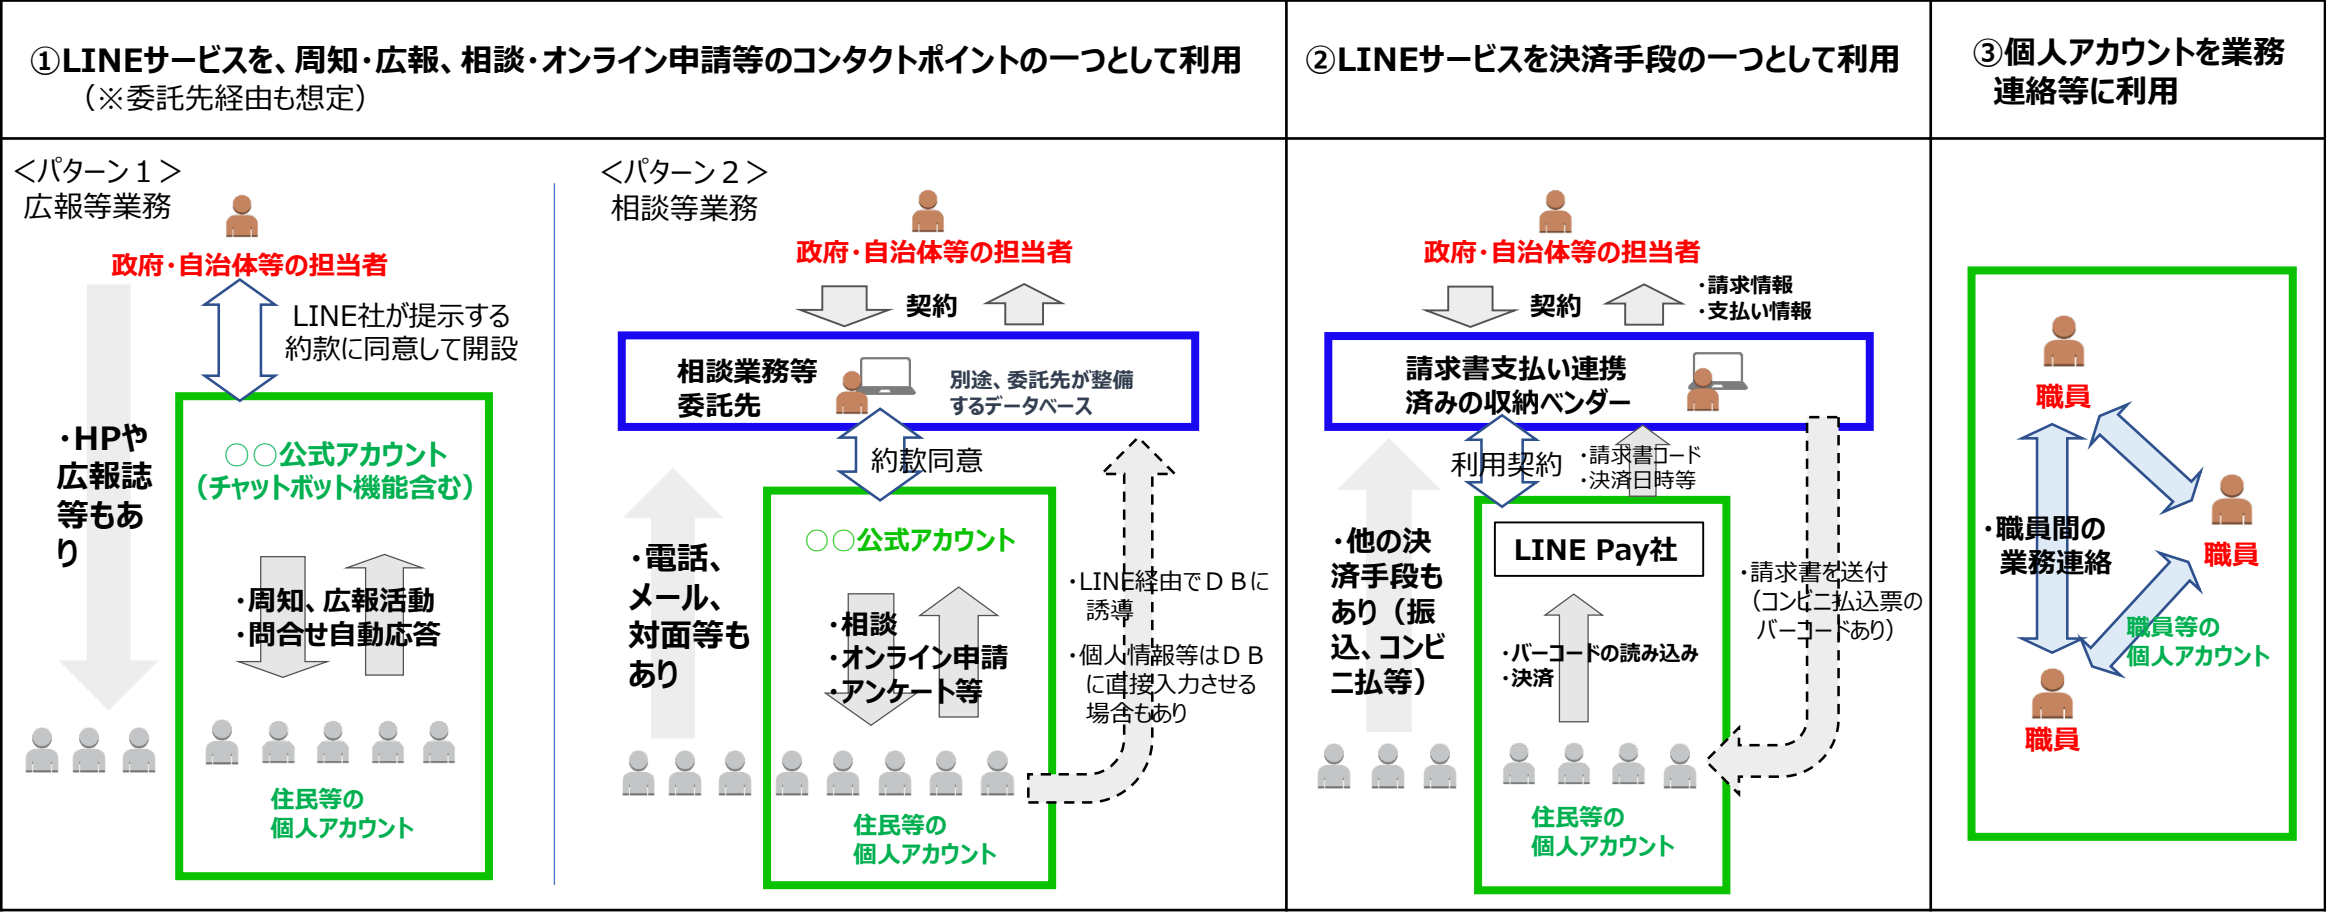 ①LINEサービスを、周知・広報、相談・オンライン申請等のコンタクトポイントの一つとして利用
（※委託先経由も想定）
②LINEサービスを決済手段の一つとして利用
③個人アカウントを業務
連絡等に利用
＜パターン１＞
広報等業務
政府・自治体等の担当者
LINE社が提示する
約款に同意して開設
・HPや
広報誌
等もあ
り
○○公式アカウント
（チャットボット機能含む）
・周知、広報活動
・問合せ自動応答
住民等の
個人アカウント
＜パターン２＞
相談等業務
政府・自治体等の担当者
契約
相談業務等
委託先
別途、委託先が整備
するデータベース
約款同意
・電話、
メール、
対面等も
あり
○○公式アカウント
・相談
・オンライン申請
・アンケート等
・LINE経由でＤＢに
誘導
・個人情報等はＤＢ
に直接入力させる
場合もあり
住民等の
個人アカウント
政府・自治体等の担当者
契約
・請求情報
・支払い情報
請求書支払い連携
済みの収納ベンダー
利用契約
・請求書コード
・決済日時等
・他の決
済手段も
あり（振
込、コンビ
ニ払等）
LINE Pay社
・バーコードの読み込み
・決済
・請求書を送付
（コンビニ払込票の
バーコードあり）
住民等の
個人アカウント
職員
職員
・職員間の
業務連絡
職員等の
個人アカウント
職員